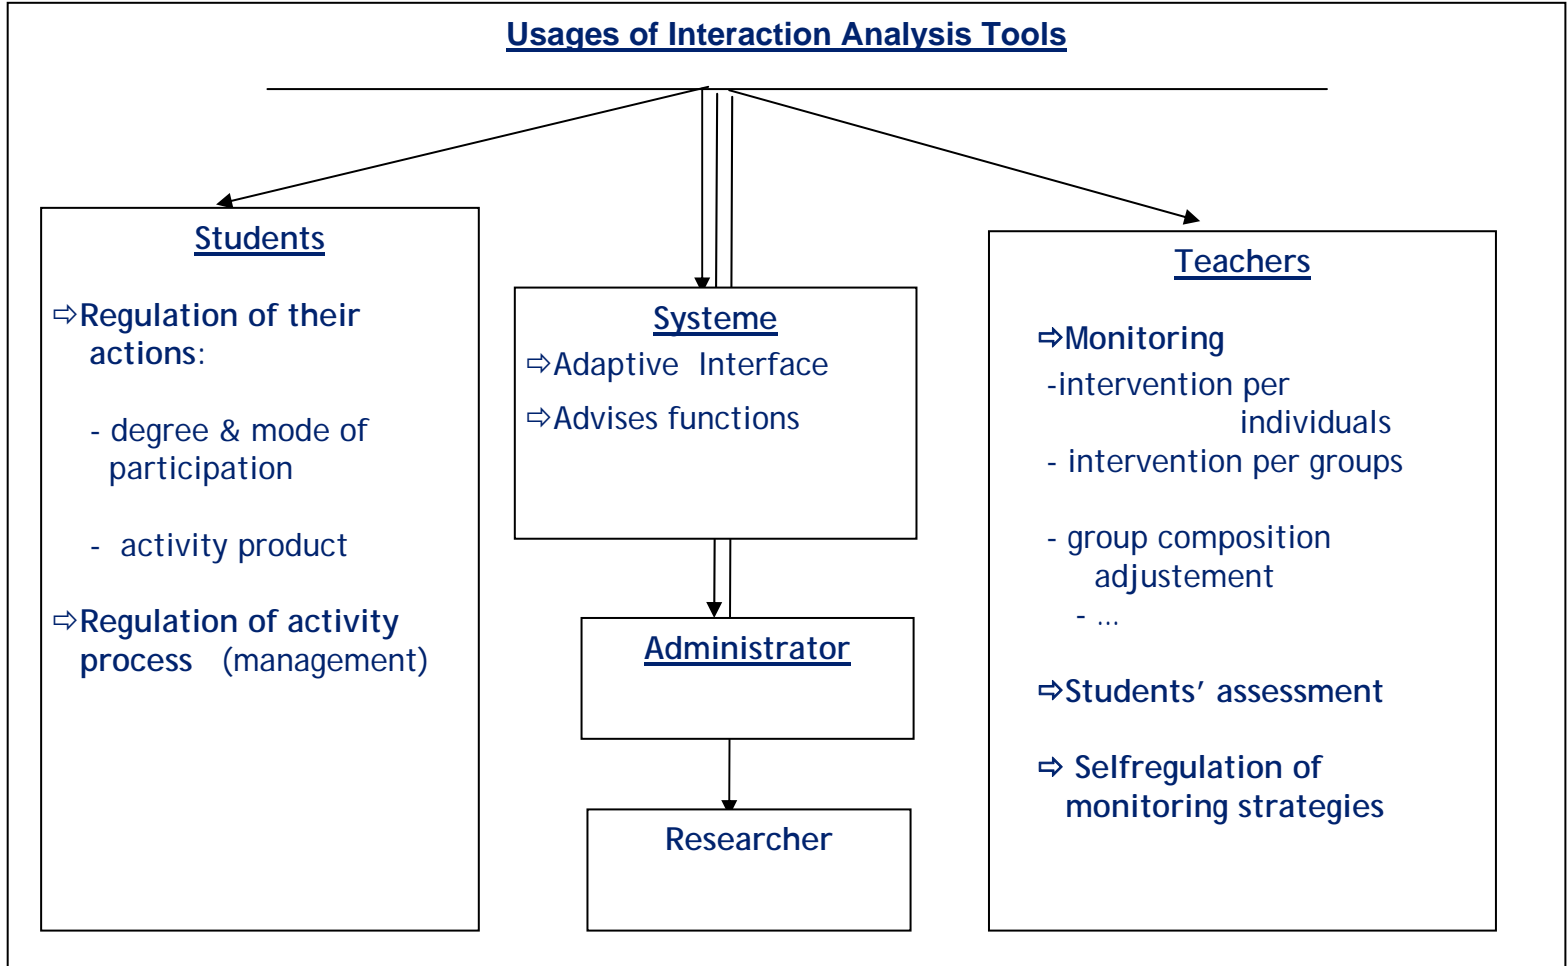 Usages of Interaction Analysis Tools
Students
⇨Regulation of their
actions:
- degree & mode of
participation
- activity product
⇨Regulation of activity
process (management)
Systeme
⇨Adaptive Interface
⇨Advises functions
Administrator
Researcher
Teachers
⇨Monitoring
-intervention per
individuals
- intervention per groups
- group composition
adjustement
- ...
⇨Students’ assessment
⇨ Selfregulation of
monitoring strategies